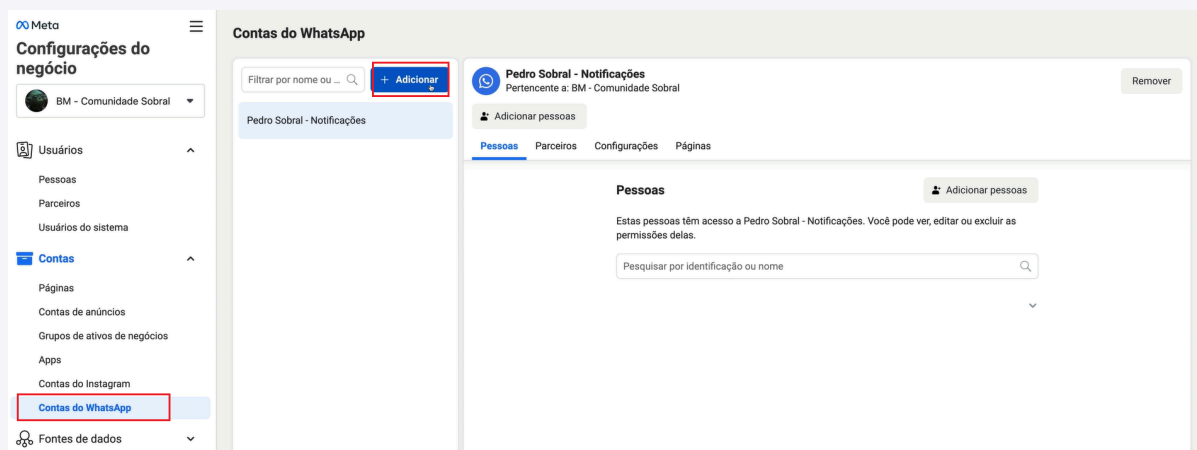 Meta
Configurações do
negócio
BM - Comunidade Sobral
Usuários
Pessoas
Parceiros
Usuários do sistema
Contas
Páginas
Contas de anúncios
Grupos de ativos de negócios
Apps
Contas do Instagram
Contas do WhatsApp
Fontes de dados
Contas do WhatsApp
Filtrar por nome ou ...
+ Adicionar
Pedro Sobral - Notificações
Pedro Sobral - Notificações
Pertencente a: BM - Comunidade Sobral
Remover
Adicionar pessoas
Pessoas Parceiros Configurações Páginas
Pessoas
Adicionar pessoas
Estas pessoas têm acesso a Pedro Sobral - Notificações. Você pode ver, editar ou excluir as
permissões delas.
Pesquisar por identificação ou nome